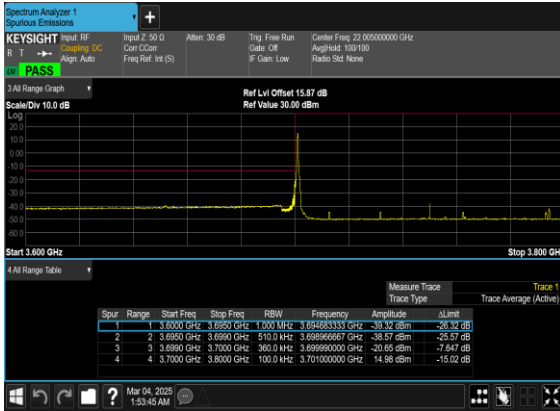 Spectrum Analyzer 1
Spurious Emissions
KEYSIGHT
R T
PASS
Input: RF
Coupling: DC
Align: Auto
Input Z: 50 Ω
Corr CCorr
Freq Ref: Int (S)
Atten: 30 dB
Trig: Free Run
Gate: Off
IF Gain: Low
Center Freq: 22.005000000 GHz
Avg|Hold: 100/100
Radio Std: None
3 All Range Graph
Scale/Div 10.0 dB
Ref Lvl Offset 15.87 dB
Ref Value 30.00 dBm
Log
20.0
10.0
0.00
-10.0
-20.0
-30.0
-40.0
-50.0
-60.0
Start 3.600 GHz
Stop 3.800 GH
4 All Range Table
Measure Trace Trace 1
Trace Type Trace Average (Active)
Spur Range Start Freq Stop Freq RBW Frequency Amplitude ΔLimit
1 1 3.6000 GHz 3.6950 GHz 1.000 MHz 3.694683333 GHz -39.32 dBm -26.32 dB
2 2 3.6950 GHz 3.6990 GHz 510.0 kHz 3.698966667 GHz -38.57 dBm -25.57 dB
3 3 3.6990 GHz 3.7000 GHz 360.0 kHz 3.699990000 GHz -20.65 dBm -7.647 dB
4 4 3.7000 GHz 3.8000 GHz 100.0 kHz 3.701000000 GHz 14.98 dBm -15.02 dB
Mar 04, 2025
1:53:45 AM